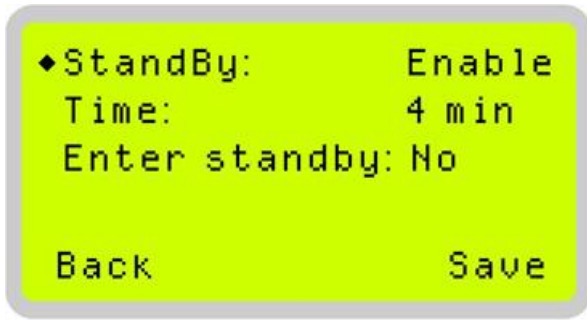 ◆StandBy: Enable
Time: 4 min
Enter standby: No
Back Save